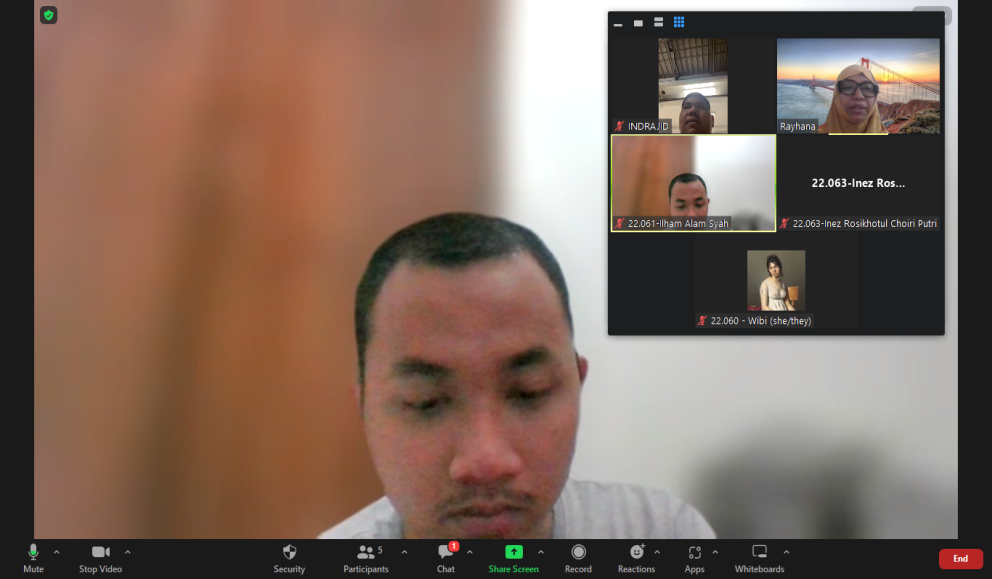 INDRAJID
Rayhana
22.061-Ilham Alam Syah
22.063-Inez Ros...
22.063-Inez Rosikhotul Choiri Putri
22.060 - Wibi (she/they)
Mute
Stop Video
Security
5
Participants
1
Chat
Share Screen
Record
Reactions
Apps
Whiteboards
End